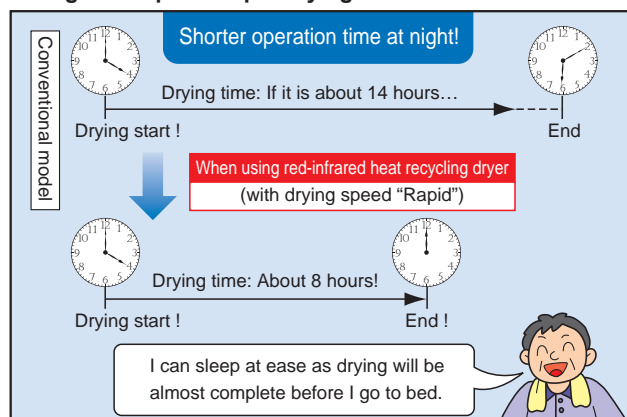 Shorter operation time at night!
Conventional model
Drying time: If it is about 14 hours…
Drying start !
End
When using red-infrared heat recycling dryer
(with drying speed “Rapid”)
Drying time: About 8 hours!
Drying start !
End !
I can sleep at ease as drying will be
almost complete before I go to bed.